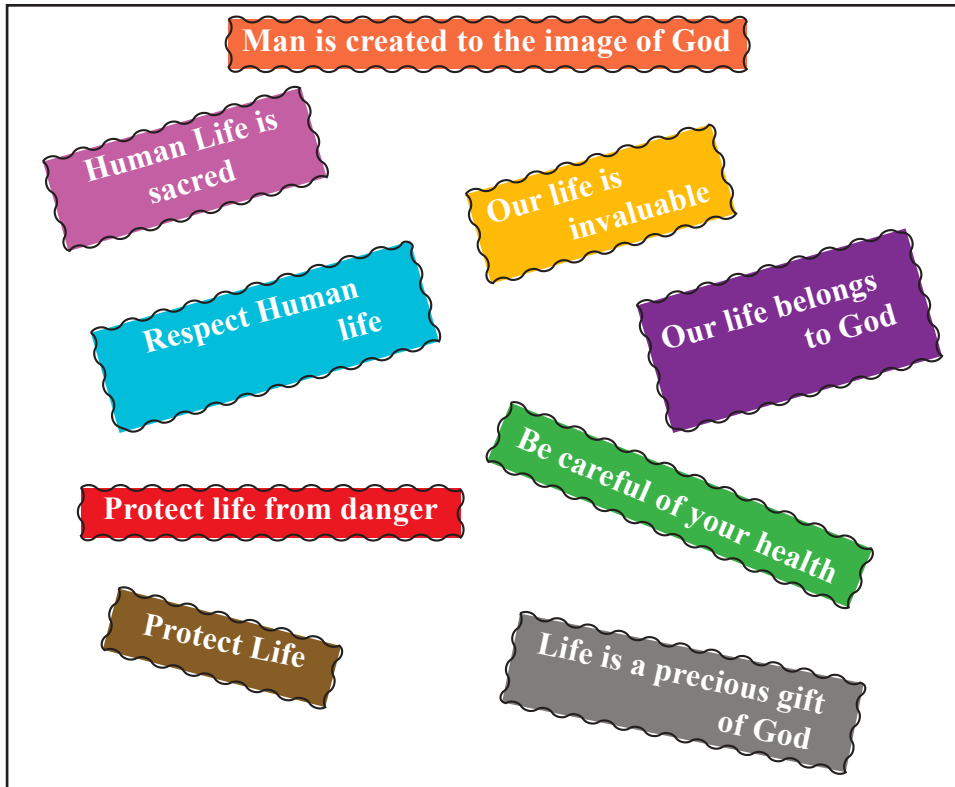 Man is created to the image of God
Human Life is
sacred
Our life is
invaluable
Respect Human
life
Our life belongs
to God
Be careful of your health
Protect life from danger
Protect Life
Life is a precious gift
of God